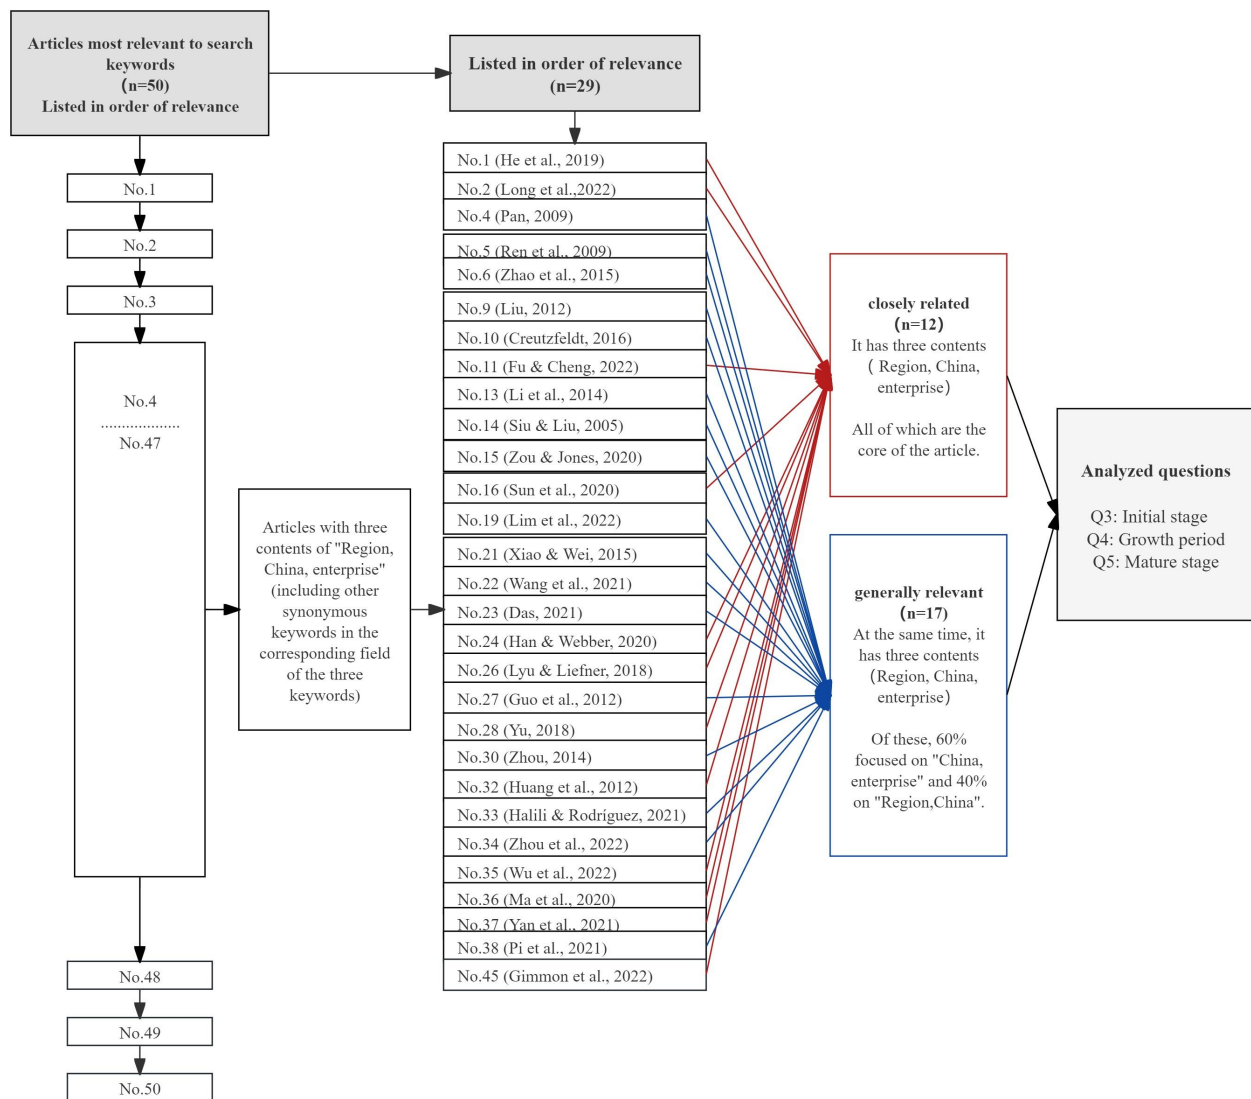 Articles most relevant to search
keywords
(n=50)
Listed in order of relevance
No.1
No.2
No.3
No.4
....................
No.47
No.48
No.49
No.50
Articles with three
contents of "Region,
China, enterprise"
(including other
synonymous
keywords in the
corresponding field
of the three
keywords)
Listed in order of relevance
(n=29)
No.1 (He et al., 2019)
No.2 (Long et al.,2022)
No.4 (Pan, 2009)
No.5 (Ren et al., 2009)
No.6 (Zhao et al., 2015)
No.9 (Liu, 2012)
No.10 (Creutzfeldt, 2016)
No.11 (Fu & Cheng, 2022)
No.13 (Li et al., 2014)
No.14 (Siu & Liu, 2005)
No.15 (Zou & Jones, 2020)
No.16 (Sun et al., 2020)
No.19 (Lim et al., 2022)
No.21 (Xiao & Wei, 2015)
No.22 (Wang et al., 2021)
No.23 (Das, 2021)
No.24 (Han & Webber, 2020)
No.26 (Lyu & Liefner, 2018)
No.27 (Guo et al., 2012)
No.28 (Yu, 2018)
No.30 (Zhou, 2014)
No.32 (Huang et al., 2012)
No.33 (Halili & Rodríguez, 2021)
No.34 (Zhou et al., 2022)
No.35 (Wu et al., 2022)
No.36 (Ma et al., 2020)
No.37 (Yan et al., 2021)
No.38 (Pi et al., 2021)
No.45 (Gimmon et al., 2022)
closely related
(n=12)
It has three contents
( Region, China,
enterprise)
All of which are the
core of the article.
generally relevant
(n=17)
At the same time, it
has three contents
(Region, China,
enterprise)
Of these, 60%
focused on "China,
enterprise" and 40%
on "Region,China".
Analyzed questions
Q3: Initial stage
Q4: Growth period
Q5: Mature stage